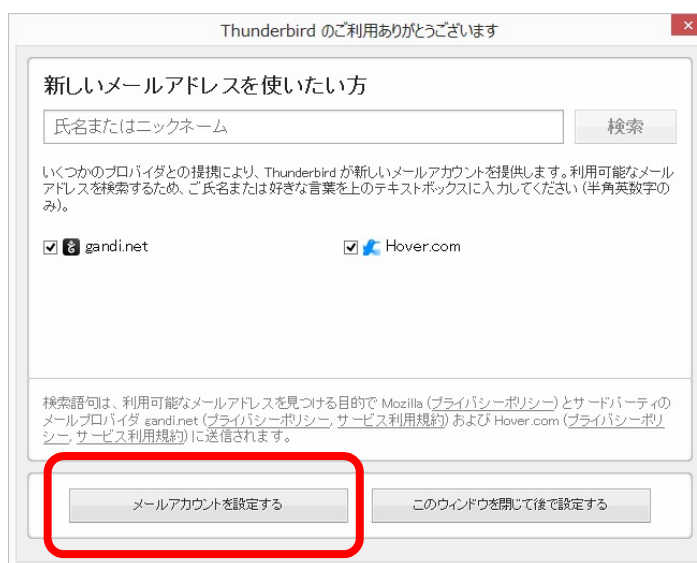 Thunderbird のご利用ありがとうございます
新しいメールアドレスを使いたい方
氏名またはニックネーム
検索
いくつかのプロバイダとの提携により、Thunderbird が新しいメールアカウントを提供します。利用可能なメール
アドレスを検索するため、ご氏名または好きな言葉を上のテキストボックスに入力してください (半角英数字の
み)。
gandi.net
Hover.com
検索語句は、利用可能なメールアドレスを見つける目的で Mozilla (プライバシーポリシー) とサードパーティの
メールプロバイダ gandi.net (プライバシーポリシー, サービス利用規約) および Hover.com (プライバシーポリ
シー, サービス利用規約) に送信されます。
メールアカウントを設定する
このウィンドウを閉じて後で設定する